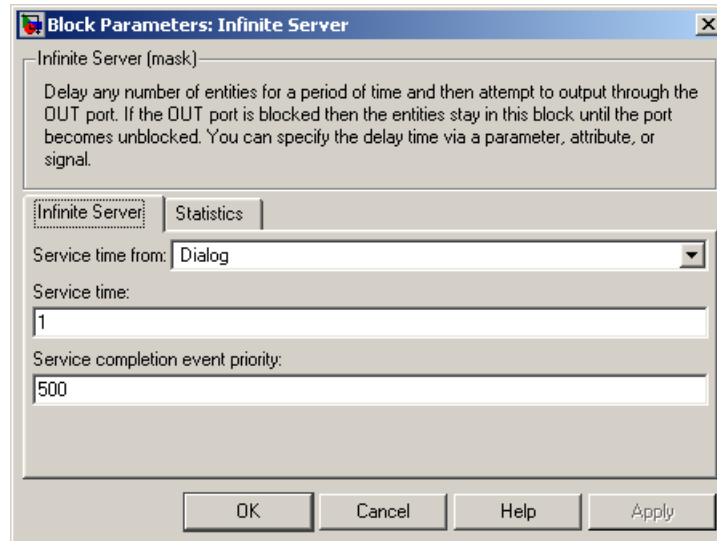 Block Parameters: Infinite Server
Infinite Server (mask)
Delay any number of entities for a period of time and then attempt to output through the
OUT port. If the OUT port is blocked then the entities stay in this block until the port
becomes unblocked. You can specify the delay time via a parameter, attribute, or
signal.
Infinite Server Statistics
Service time from: Dialog
Service time:
1
Service completion event priority:
500
OK Cancel Help Apply